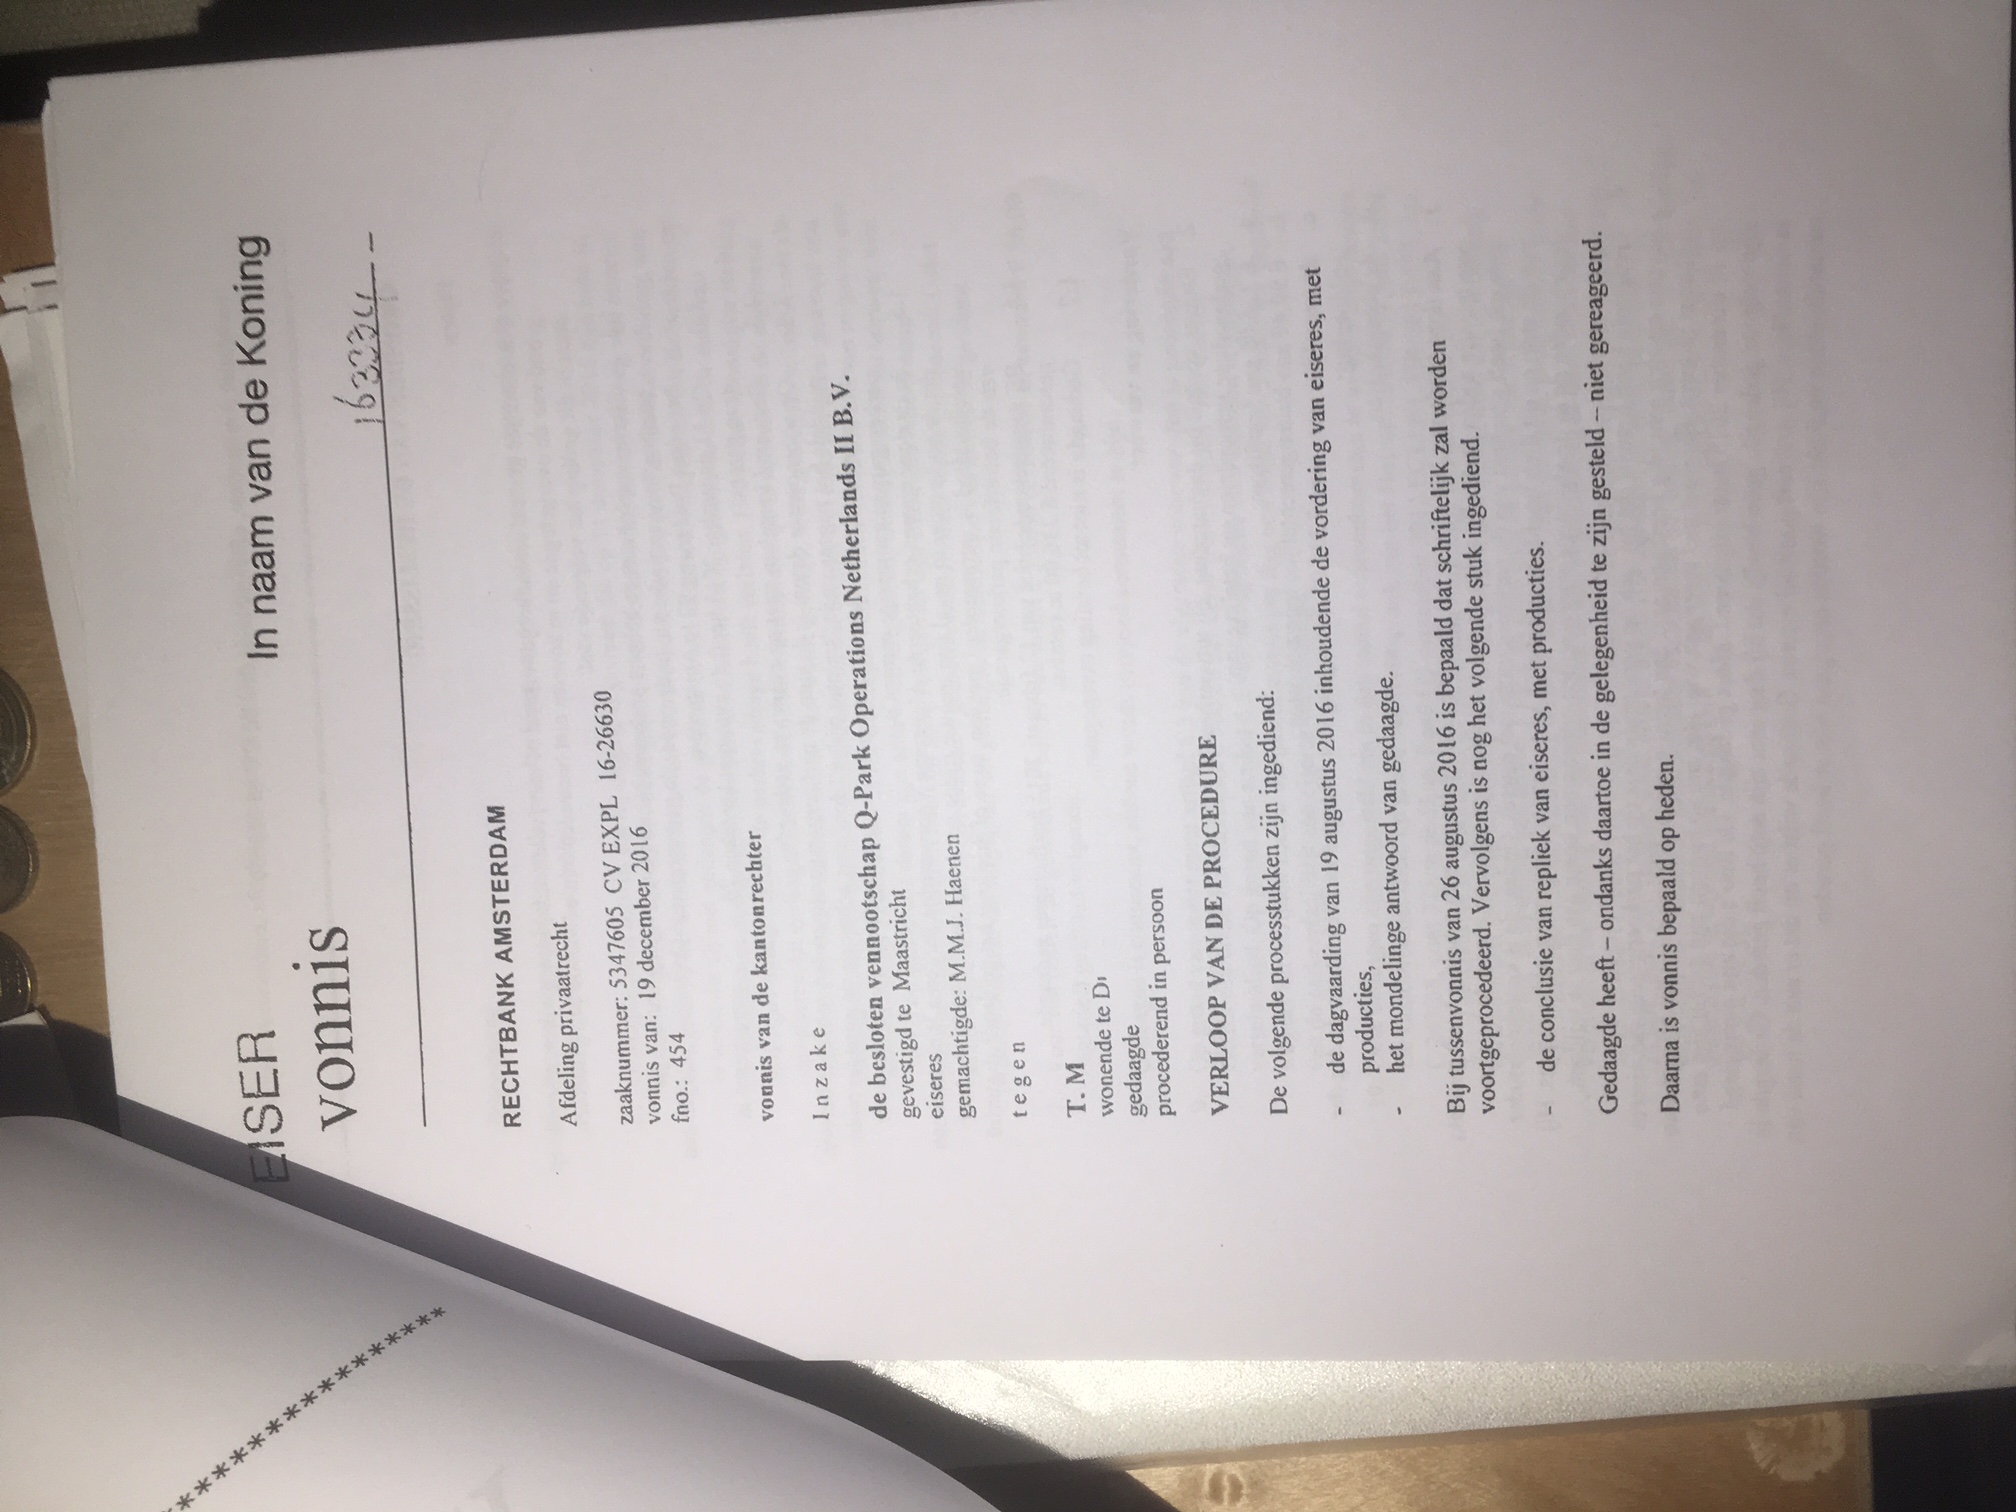 EISER
In naam van de Koning
vonnis
RECHTBANK AMSTERDAM
Afdeling privaatrecht
zaaknummer: 5347605 CV EXPL 16-26630
vonnis van: 19 december 2016
fno.: 454
vonnis van de kantonrechter
Inzake
de besloten vennootschap Q-Park Operations Netherlands II B.V.
gevestigd te Maastricht
eiseres
gemachtigde: M.M.J. Haenen
tegen
T. M
wonende te
gedaagde
procederend in persoon
VERLOOP VAN DE PROCEDURE
De volgende processtukken zijn ingediend:
- de dagvaarding van 19 augustus 2016 inhoudende de vordering van eiseres, met
producties,
- het mondelinge antwoord van gedaagde.
Bij tussenvonnis van 26 augustus 2016 is bepaald dat schriftelijk zal worden
voortgeprocedeerd. Vervolgens is nog het volgende stuk ingediend.
- de conclusie van repliek van eiseres, met producties.
Gedaagde heeft – ondanks daartoe in de gelegenheid te zijn gesteld – niet gereageerd.
Daarna is vonnis bepaald op heden.